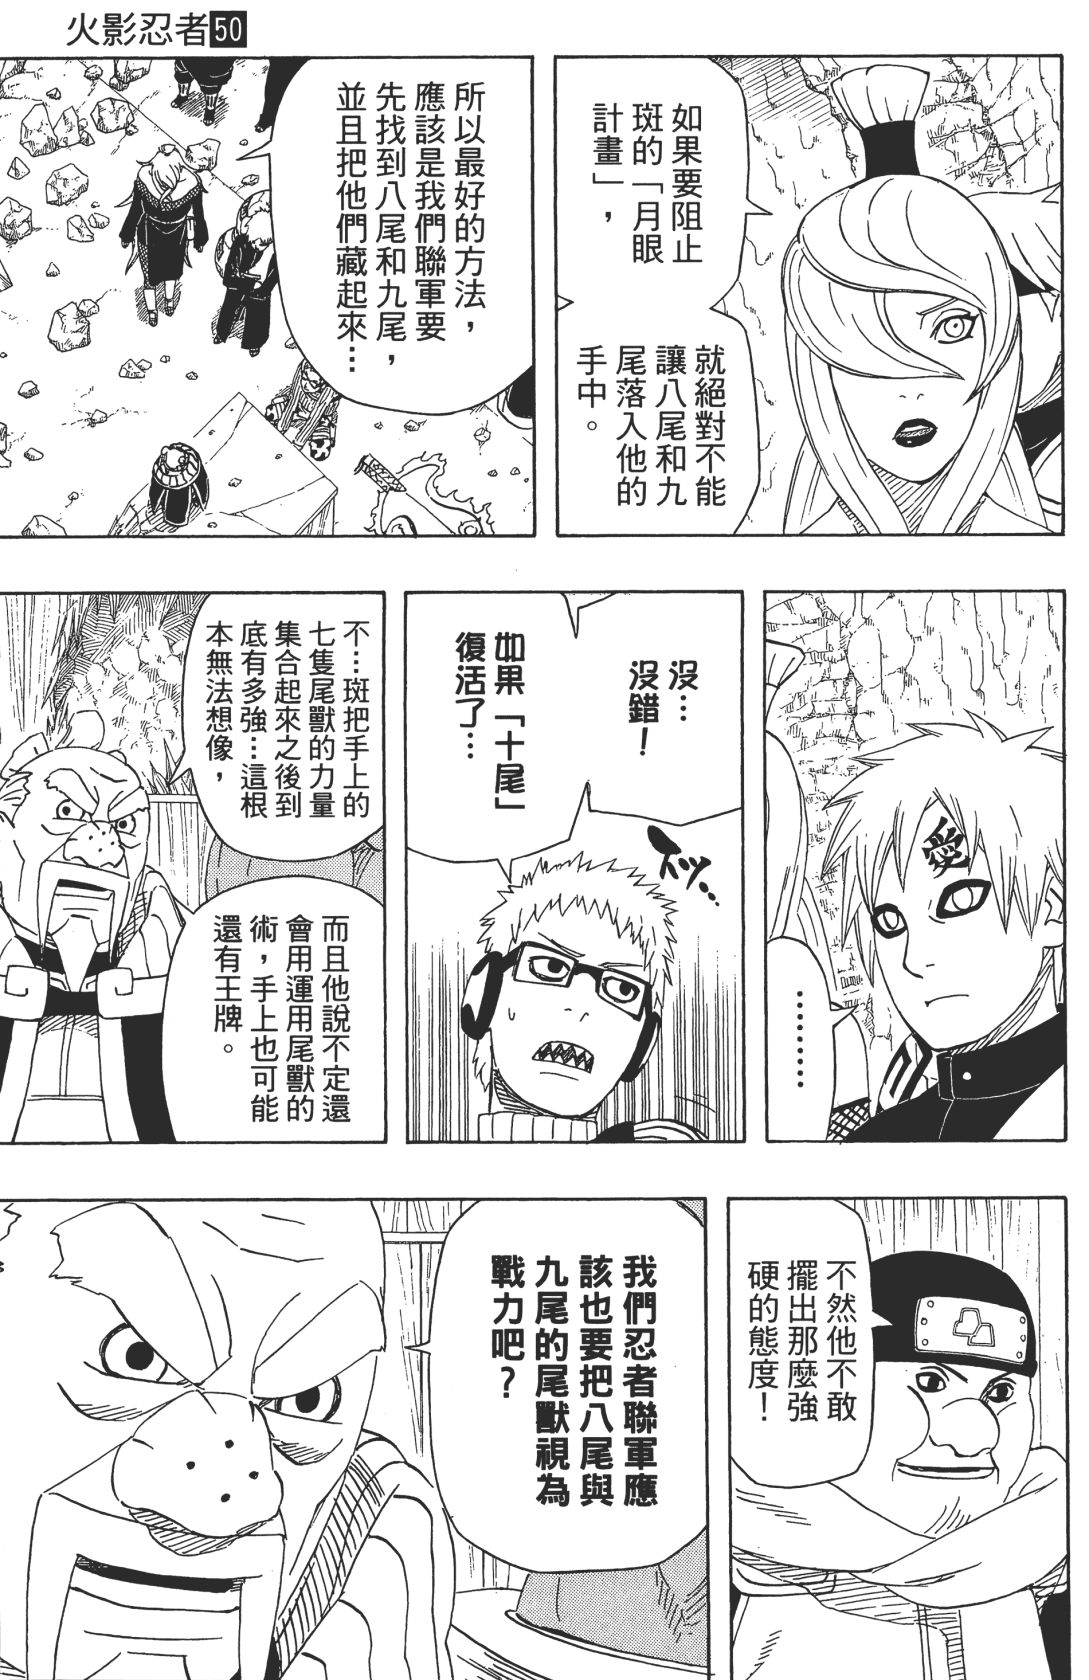 火影忍者50
如果要阻止
斑的「月眼
計畫」，
就絕對不能
讓八尾和九
尾落入他的
手中。
所以最好的方法，
應該是我們聯軍要
先找到八尾和九尾，
並且把他們藏起來…
………
沒…
沒錯！
如果「十尾」
復活了…
不…斑把手上的
七隻尾獸的力量
集合起來之後到
底有多強…這根
本無法想像，
而且他說不定還
會用運用尾獸的
術，手上也可能
還有王牌。
愛
不然他不敢
擺出那麼強
硬的態度！
我們忍者聯軍應
該也要把八尾與
九尾的尾獸視為
戰力吧？